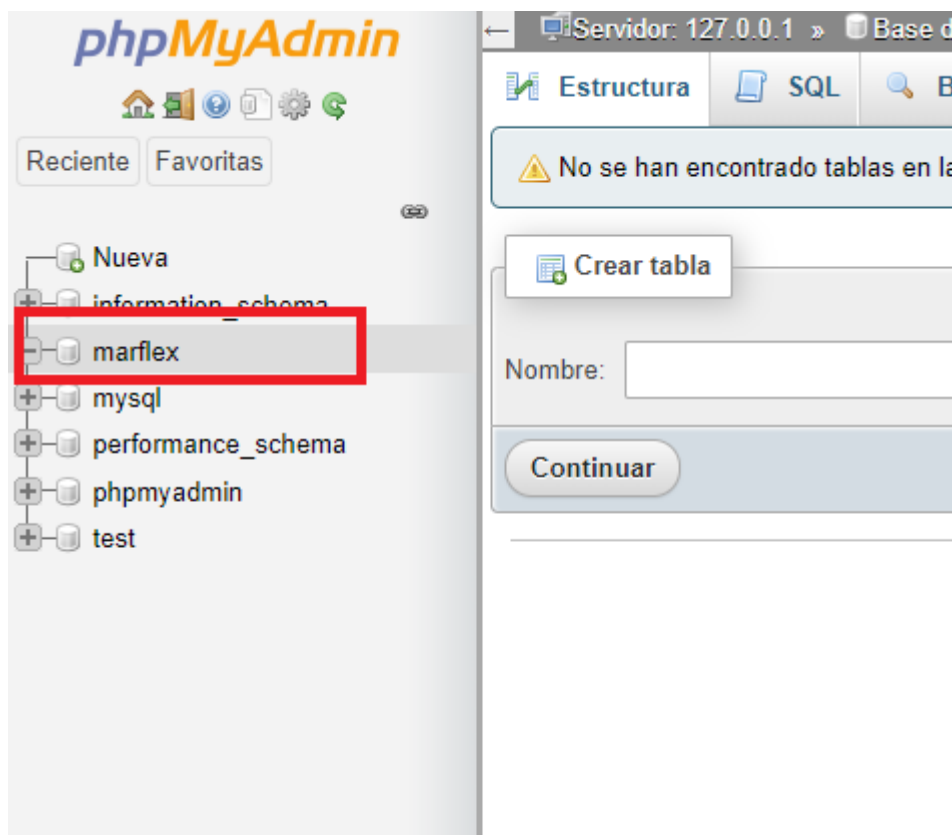 phpMyAdmin
Reciente Favoritas
Nueva
information_schema
marflex
mysql
performance_schema
phpmyadmin
test
Servidor: 127.0.0.1 » Base d
Estructura SQL B
No se han encontrado tablas en la
Crear tabla
Nombre:
Continuar